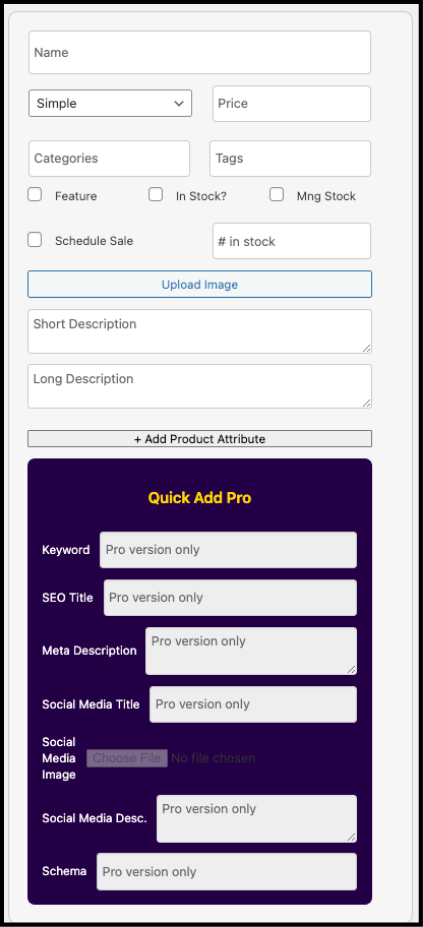 Name
Simple Price
Categories Tags
Feature In Stock? Mng Stock
Schedule Sale # in stock
Upload Image
Short Description
Long Description
+ Add Product Attribute
Quick Add Pro
Keyword Pro version only
SEO Title Pro version only
Meta Description Pro version only
Social Media Title Pro version only
Social
Media
Image
Choose File No file chosen
Social Media Desc. Pro version only
Schema Pro version only